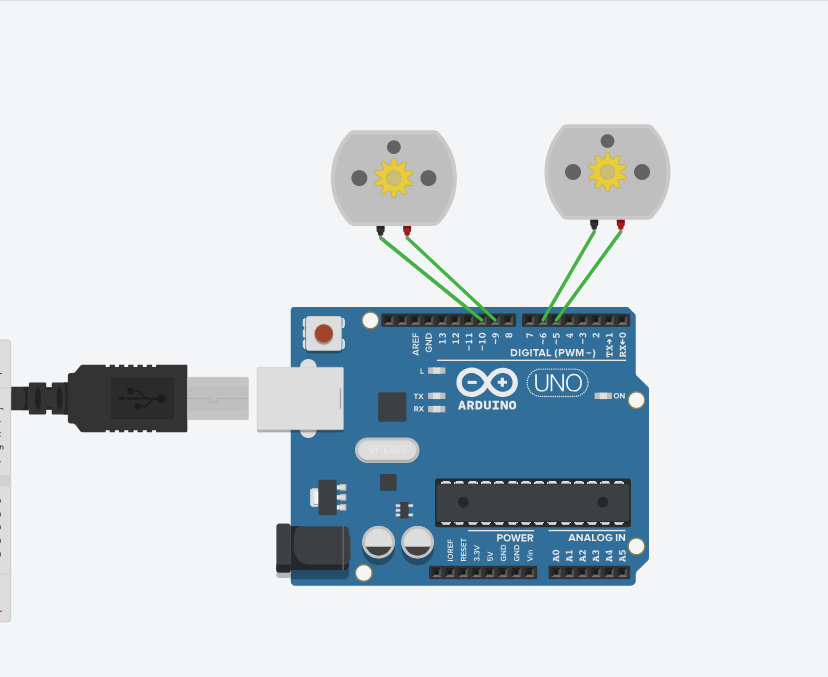 AREF
GND
13
12
~11
~10
~9
8
7
~6
~5
4
~3
2
TX→1
RX←0
DIGITAL (PWM~)
L
TX
RX
UNO
ARDUINO
ON
POWER
ANALOG IN
IOREF
RESET
3.3V
5V
GND
GND
Vin
A0
A1
A2
A3
A4
A5